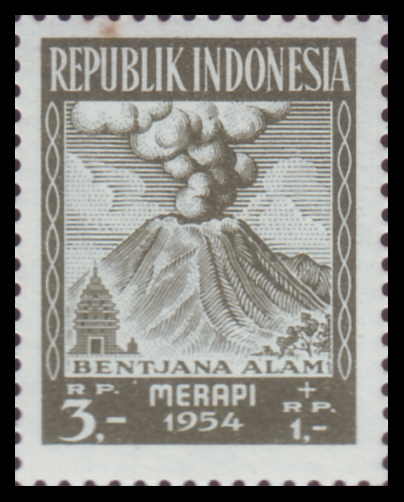 REPUBLIK INDONESIA
BENTJANA ALAM
RP. MERAPI + RP.
3,- 1954 1,-